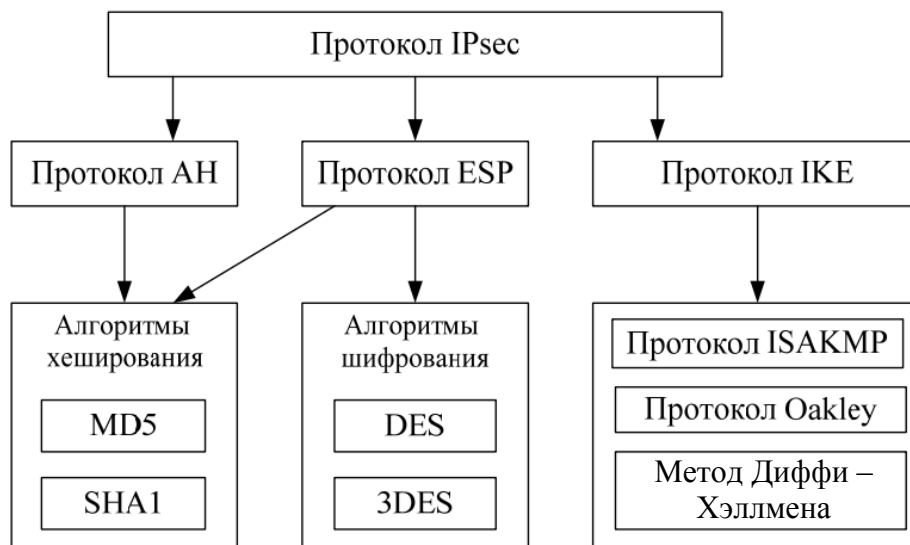 Протокол IPsec
Протокол AH
Протокол ESP
Протокол IKE
Алгоритмы
хеширования
MD5
SHA1
Алгоритмы
шифрования
DES
3DES
Протокол ISAKMP
Протокол Oakley
Метод Диффи –
Хэллмена